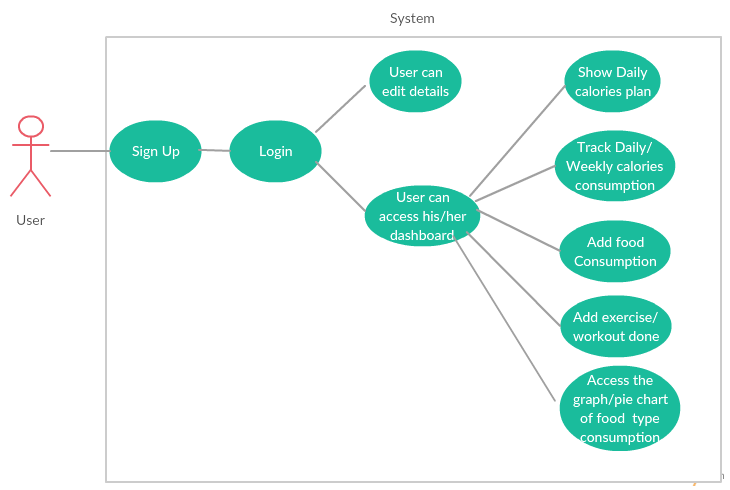 System
User can
edit details
Show Daily
calories plan
Sign Up
Login
Track Daily/
Weekly calories
consumption
User can
access his/her
dashboard
User
Add food
Consumption
Add exercise/
workout done
Access the
graph/pie chart
of food type
consumption